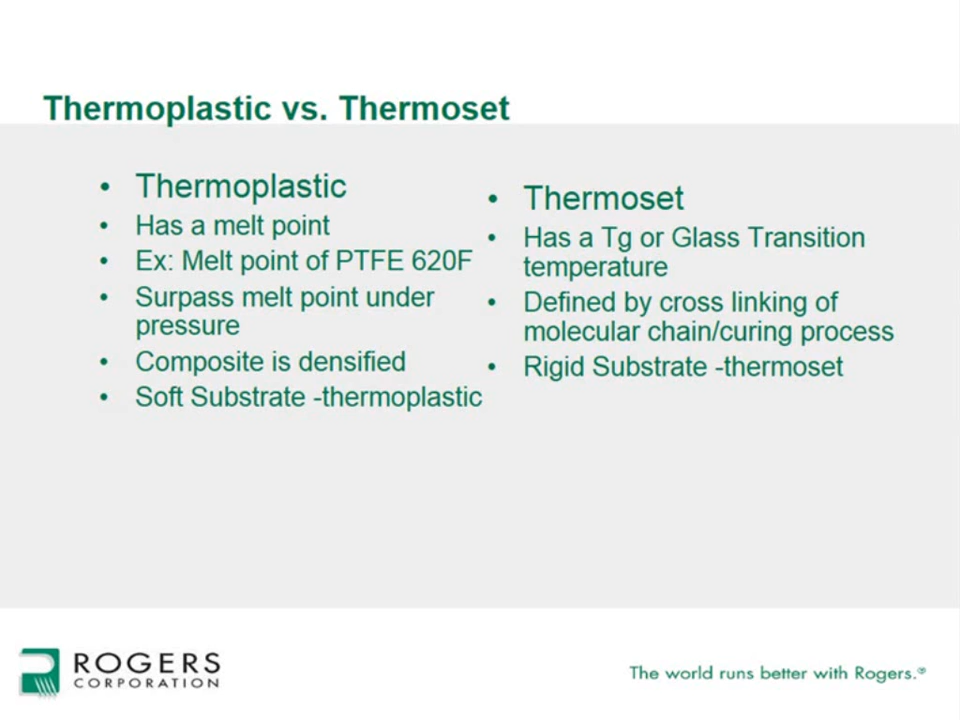 Thermoplastic vs. Thermoset
• Thermoplastic
• Has a melt point
• Ex: Melt point of PTFE 620F
• Surpass melt point under
pressure
• Composite is densified
• Soft Substrate -thermoplastic
• Thermoset
• Has a Tg or Glass Transition
temperature
• Defined by cross linking of
molecular chain/curing process
• Rigid Substrate -thermoset
ROGERS
CORPORATION
The world runs better with Rogers.®